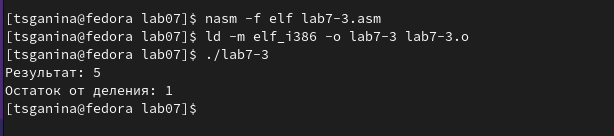 [tsganina@fedora lab07]$ nasm -f elf lab7-3.asm
[tsganina@fedora lab07]$ ld -m elf_i386 -o lab7-3 lab7-3.o
[tsganina@fedora lab07]$ ./lab7-3
Результат: 5
Остаток от деления: 1
[tsganina@fedora lab07]$